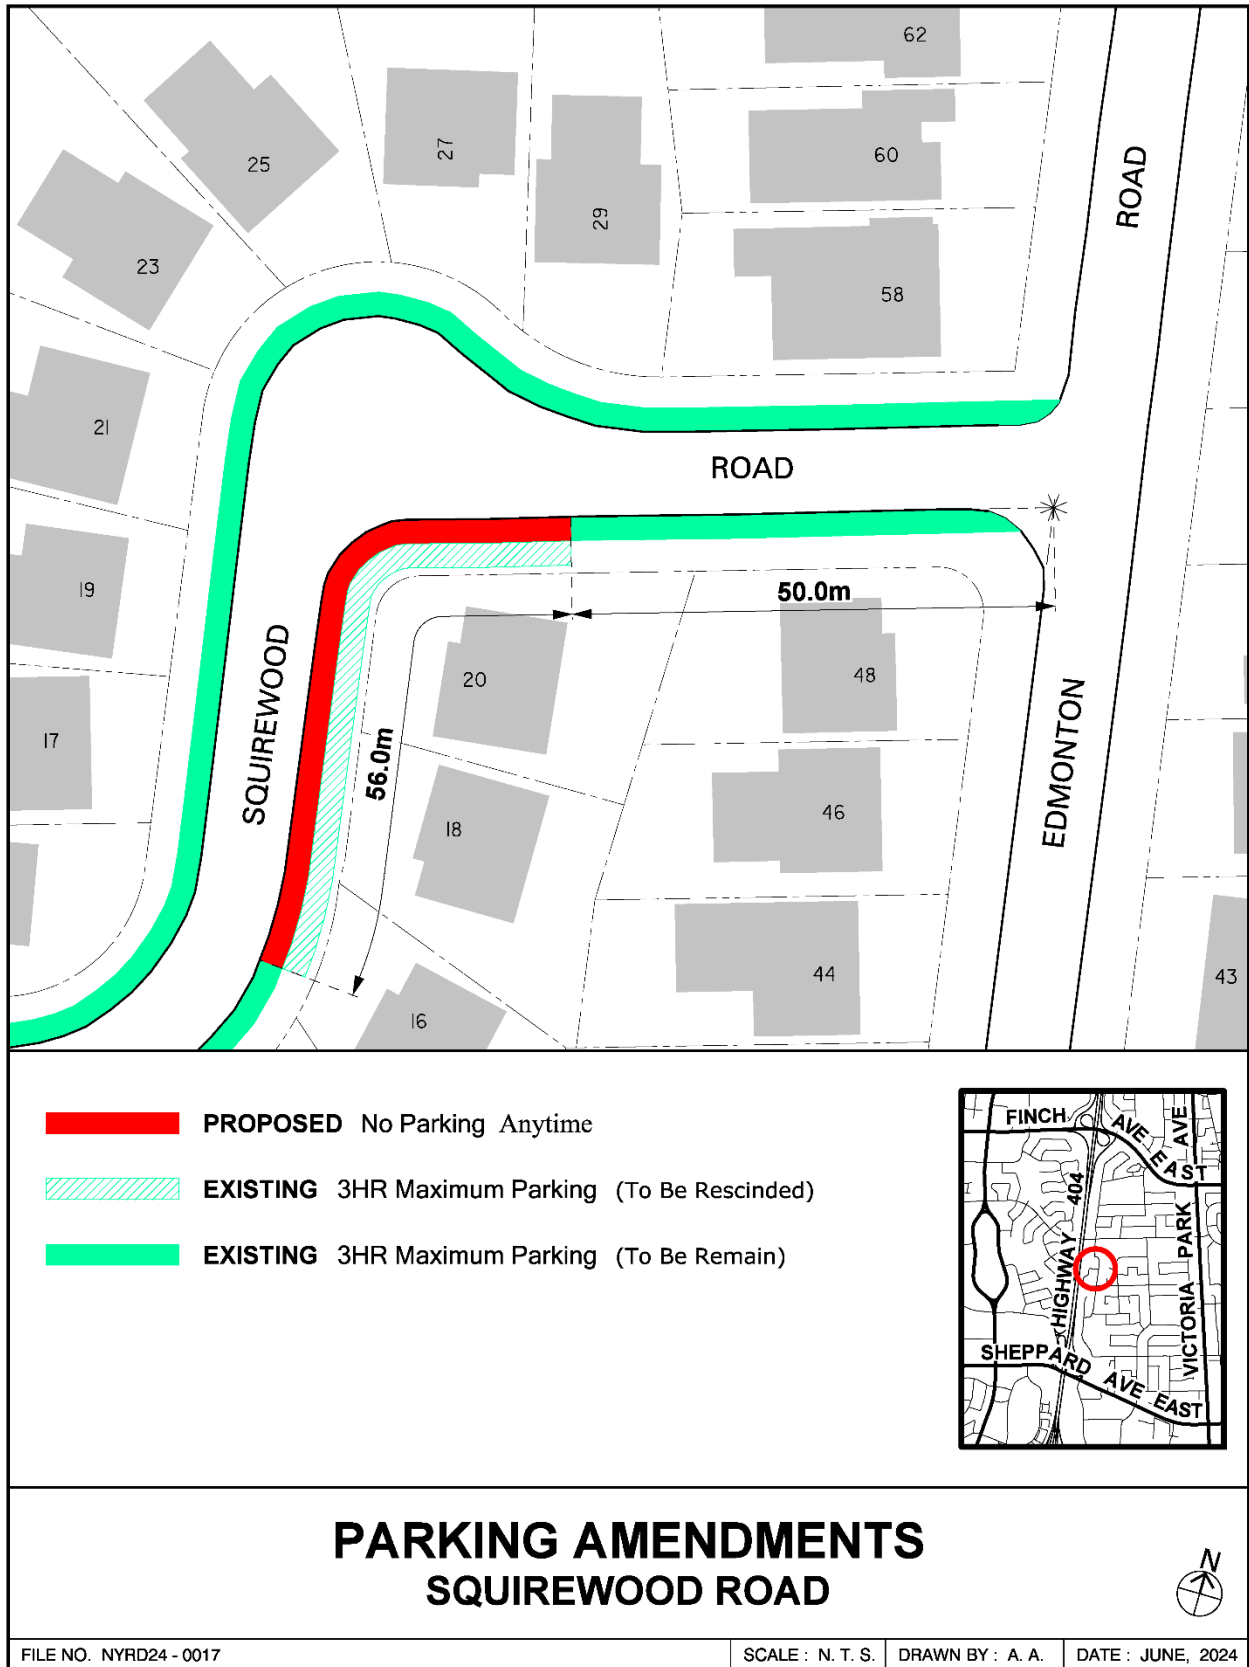 62
25
27
29
60
ROAD
23
58
21
ROAD
50.0m
19
SQUIREWOOD
20
48
17
56.0m
EDMONTON
18
46
44
43
16
PROPOSED No Parking Anytime
EXISTING 3HR Maximum Parking (To Be Rescinded)
EXISTING 3HR Maximum Parking (To Be Remain)
FINCH AVE EAST
VICTORIA PARK AVE
HIGHWAY 404
SHEPPARD AVE EAST
PARKING AMENDMENTS
SQUIREWOOD ROAD
N
FILE NO. NYRD24 - 0017
SCALE : N. T. S.
DRAWN BY : A. A.
DATE : JUNE, 2024